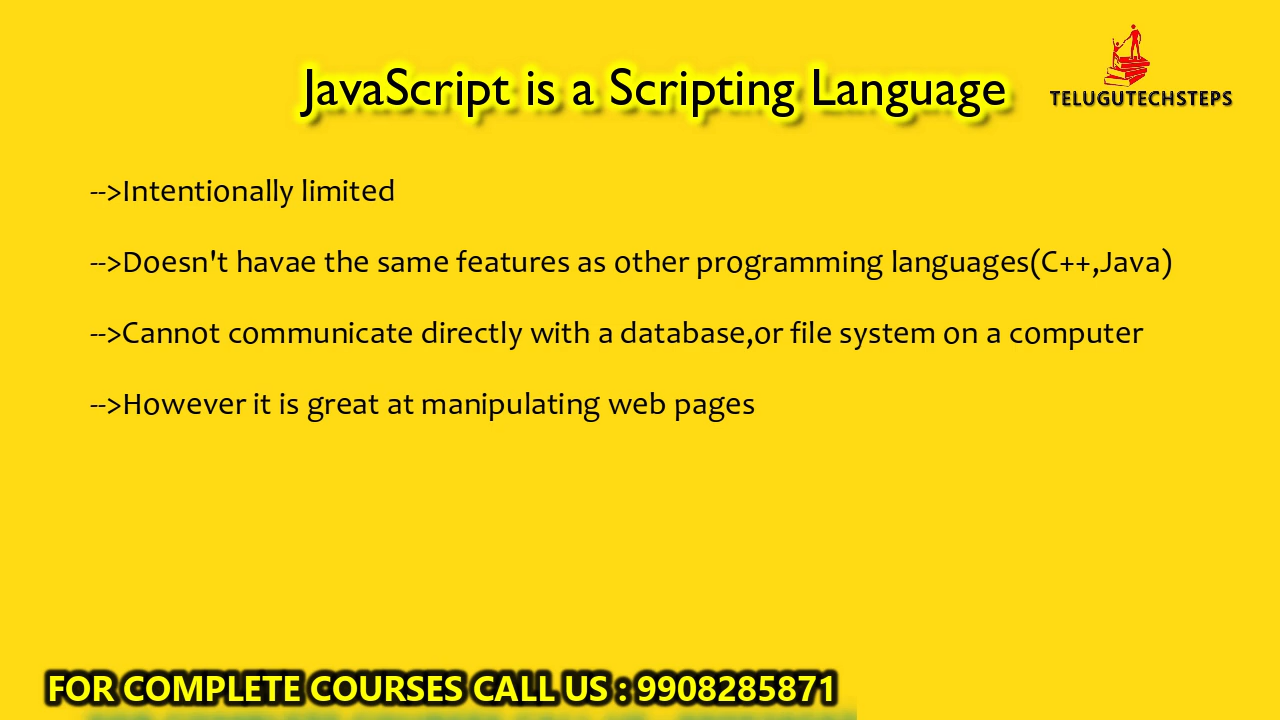 JavaScript is a Scripting Language
TELUGUTECHSTEPS
-->Intentionally limited
-->Doesn't havae the same features as other programming languages(C++,Java)
-->Cannot communicate directly with a database,or file system on a computer
-->However it is great at manipulating web pages
FOR COMPLETE COURSES CALL US : 9908285871